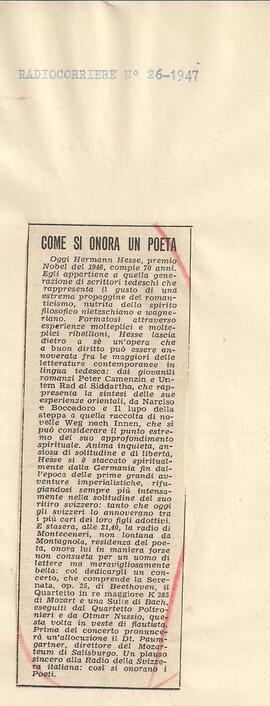 RADIOCORRIERE N° 26-1947
COME SI ONORA UN POETA
Oggi Hermann Hesse, premio
Nobel del 1946, compie 70 anni.
Egli appartiene a quella gene-
razione di scrittori tedeschi che
rappresenta il gusto di una
estrema propaggine del roman-
ticismo, nutrita dello spirito
filosofico nietzschiano e wagne-
riano. Formatosi attraverso
esperienze molteplici e molte-
plici ribellioni, Hesse lascia
dietro a sè un'opera che
a buon diritto può essere an-
noverata fra le maggiori delle
letterature contemporanee in
lingua tedesca: dai giovanili
romanzi Peter Camenzin e Un-
tem Rad al Siddartha, che rap-
presenta la sintesi delle sue
esperienze orientali, da Narciso
e Boccadoro e Il lupo della
steppa a quella raccolta di no-
velle Weg nach Innen, che si
può considerare il punto estre-
mo del suo approfondimento
spirituale. Anima inquieta, an-
siosa di solitudine e di libertà,
Hesse si è staccato spiritual-
mente dalla Germania fin dal-
l'epoca delle prime grandi av-
venture imperialistiche, rifu-
giandosi sempre più intensa-
mente nella solitudine del suo
ritiro svizzero: tanto che oggi
gli svizzeri lo annoverano tra
i più cari dei loro figli adottivi.
E stasera, alle 21,40, la radio di
Monteceneri, non lontana da
Montagnola, residenza del poe-
ta, onora lui in maniera forse
non consueta per un uomo di
lettere ma meravigliosamente
bella: col dedicargli un concer-
to, che comprende la Sere-
nata, op. 25, di Beethoven, il
Quartetto in re maggiore K 285
di Mozart e una Suite di Bach,
eseguiti dal Quartetto Poltro-
nieri e da Otmar Nussio, que-
sta volta in veste di flautista.
Prima del concerto pronunce-
rà un'allocuzione il Dt. Paum-
gartner, direttore del Mozar-
teum di Salisburgo. Un plauso
sincero alla Radio della Svizze-
ra italiana: così si onorano i
Poeti.